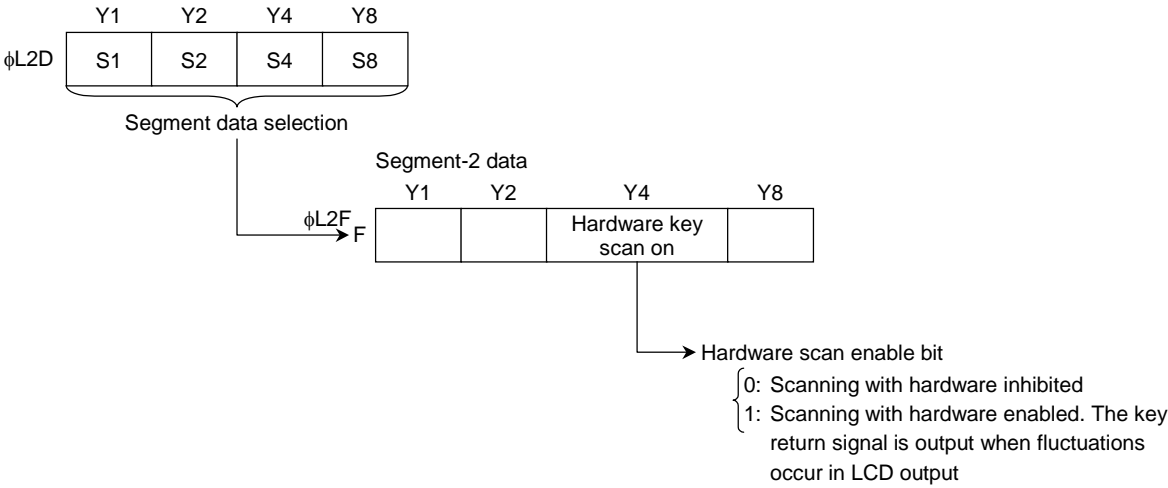 Y1 Y2 Y4 Y8
φL2D S1 S2 S4 S8
Segment data selection
Segment-2 data
Y1 Y2 Y4 Y8
φL2F
F
Hardware key
scan on
Hardware scan enable bit
0: Scanning with hardware inhibited
1: Scanning with hardware enabled. The key
return signal is output when fluctuations
occur in LCD output